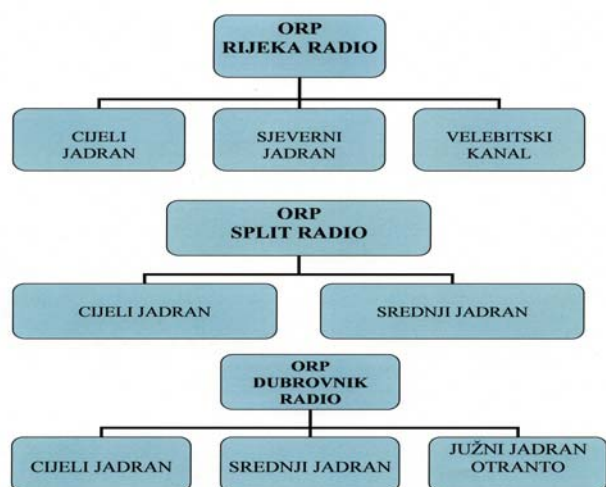 ORP
RIJEKA RADIO
CIJELI
JADRAN
SJEVERNI
JADRAN
VELEBITSKI
KANAL
ORP
SPLIT RADIO
CIJELI JADRAN
SREDNJI JADRAN
ORP
DUBROVNIK
RADIO
CIJELI JADRAN
SREDNJI JADRAN
JUŽNI JADRAN
OTRANTO